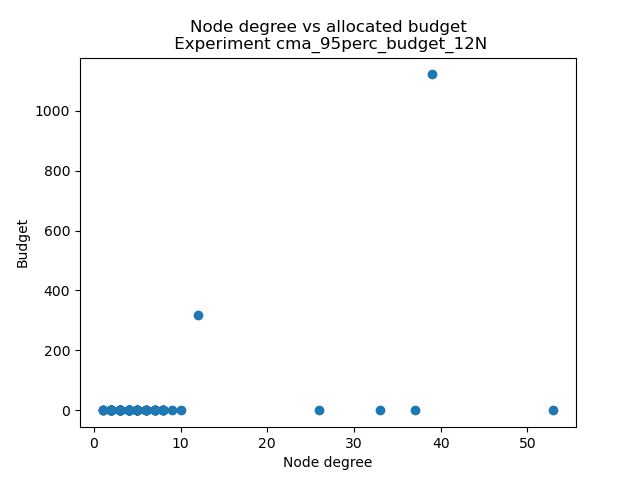 Node degree vs allocated budget
Experiment cma_95perc_budget_12N
1000
800
600
400
200
0
Budget
0 10 20 30 40 50
Node degree